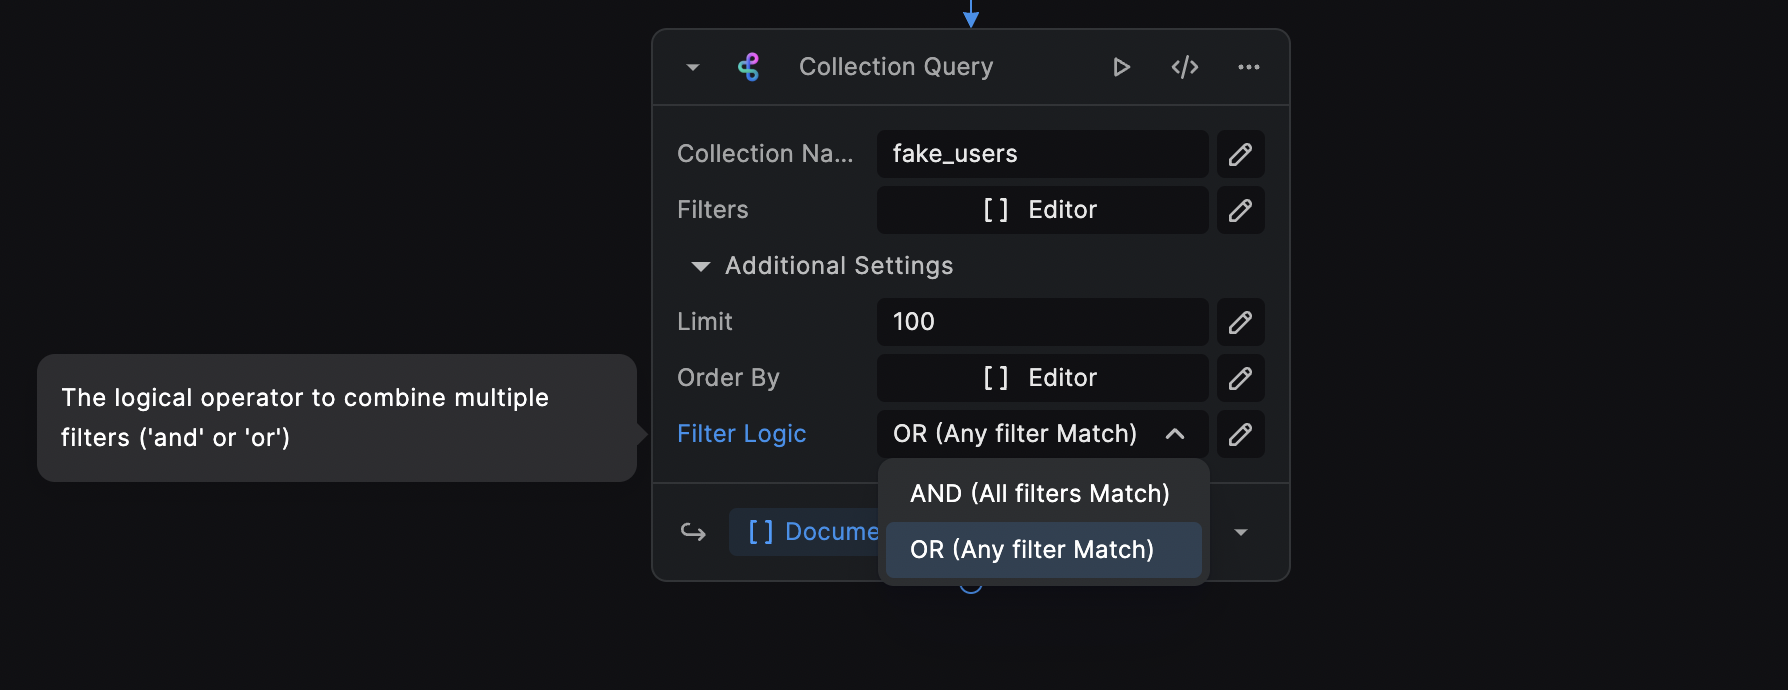 Collection Query
Collection Na...
fake_users
Filters
[] Editor
Additional Settings
Limit
100
Order By
[] Editor
The logical operator to combine multiple
filters ('and' or 'or')
Filter Logic
OR (Any filter Match)
AND (All filters Match)
OR (Any filter Match)
[] Docume